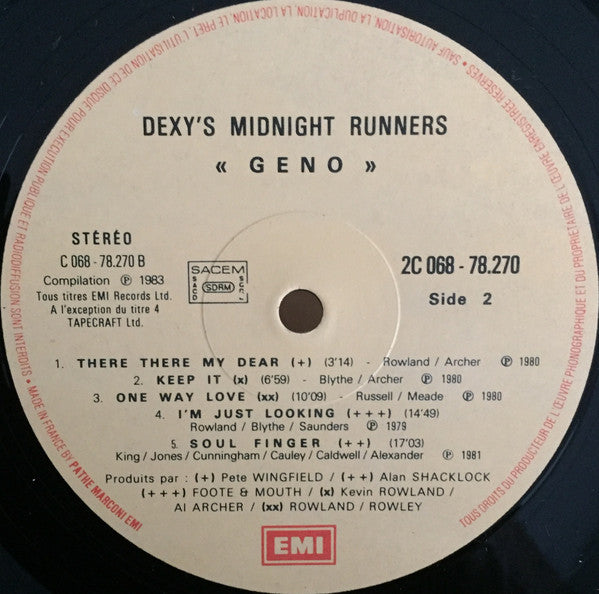 SAUF AUTORISATION, LA DUPLICATION, LA LOCATION, LE PRET, L'UTILISATION DE CE DISQUE POUR EXECUTION PUBLIQUE ET RADIODIFFUSION SONT INTERDITS • MADE IN FRANCE BY PATHE MARCONI EMI
TOUS DROITS DU PRODUCTEUR DE L'ŒUVRE PHONOGRAPHIQUE ET DU PROPRIETAIRE DE L'ŒUVRE ENREGISTREE RESERVES •
DEXY'S MIDNIGHT RUNNERS
« GENO »
STÉRÉO
C 068 - 78.270 B
Compilation ℗ 1983
Tous titres EMI Records Ltd.
A l'exception du titre 4
TAPECRAFT Ltd.
SACEM
SACD
SDRM
SGDL
2C 068 - 78.270
Side 2
1. THERE THERE MY DEAR (+) (3'14) - Rowland / Archer ℗ 1980
2. KEEP IT (x) (6'59) - Blythe / Archer ℗ 1980
3. ONE WAY LOVE (xx) (10'09) - Russell / Meade ℗ 1980
4. I'M JUST LOOKING (+++) (14'49)
Rowland / Blythe / Saunders ℗ 1979
5. SOUL FINGER (++) (17'03)
King / Jones / Cunningham / Cauley / Caldwell / Alexander ℗ 1981
Produits par : (+) Pete WINGFIELD / (++) Alan SHACKLOCK
(+++) FOOTE & MOUTH / (x) Kevin ROWLAND /
Al ARCHER / (xx) ROWLAND / ROWLEY
EMI